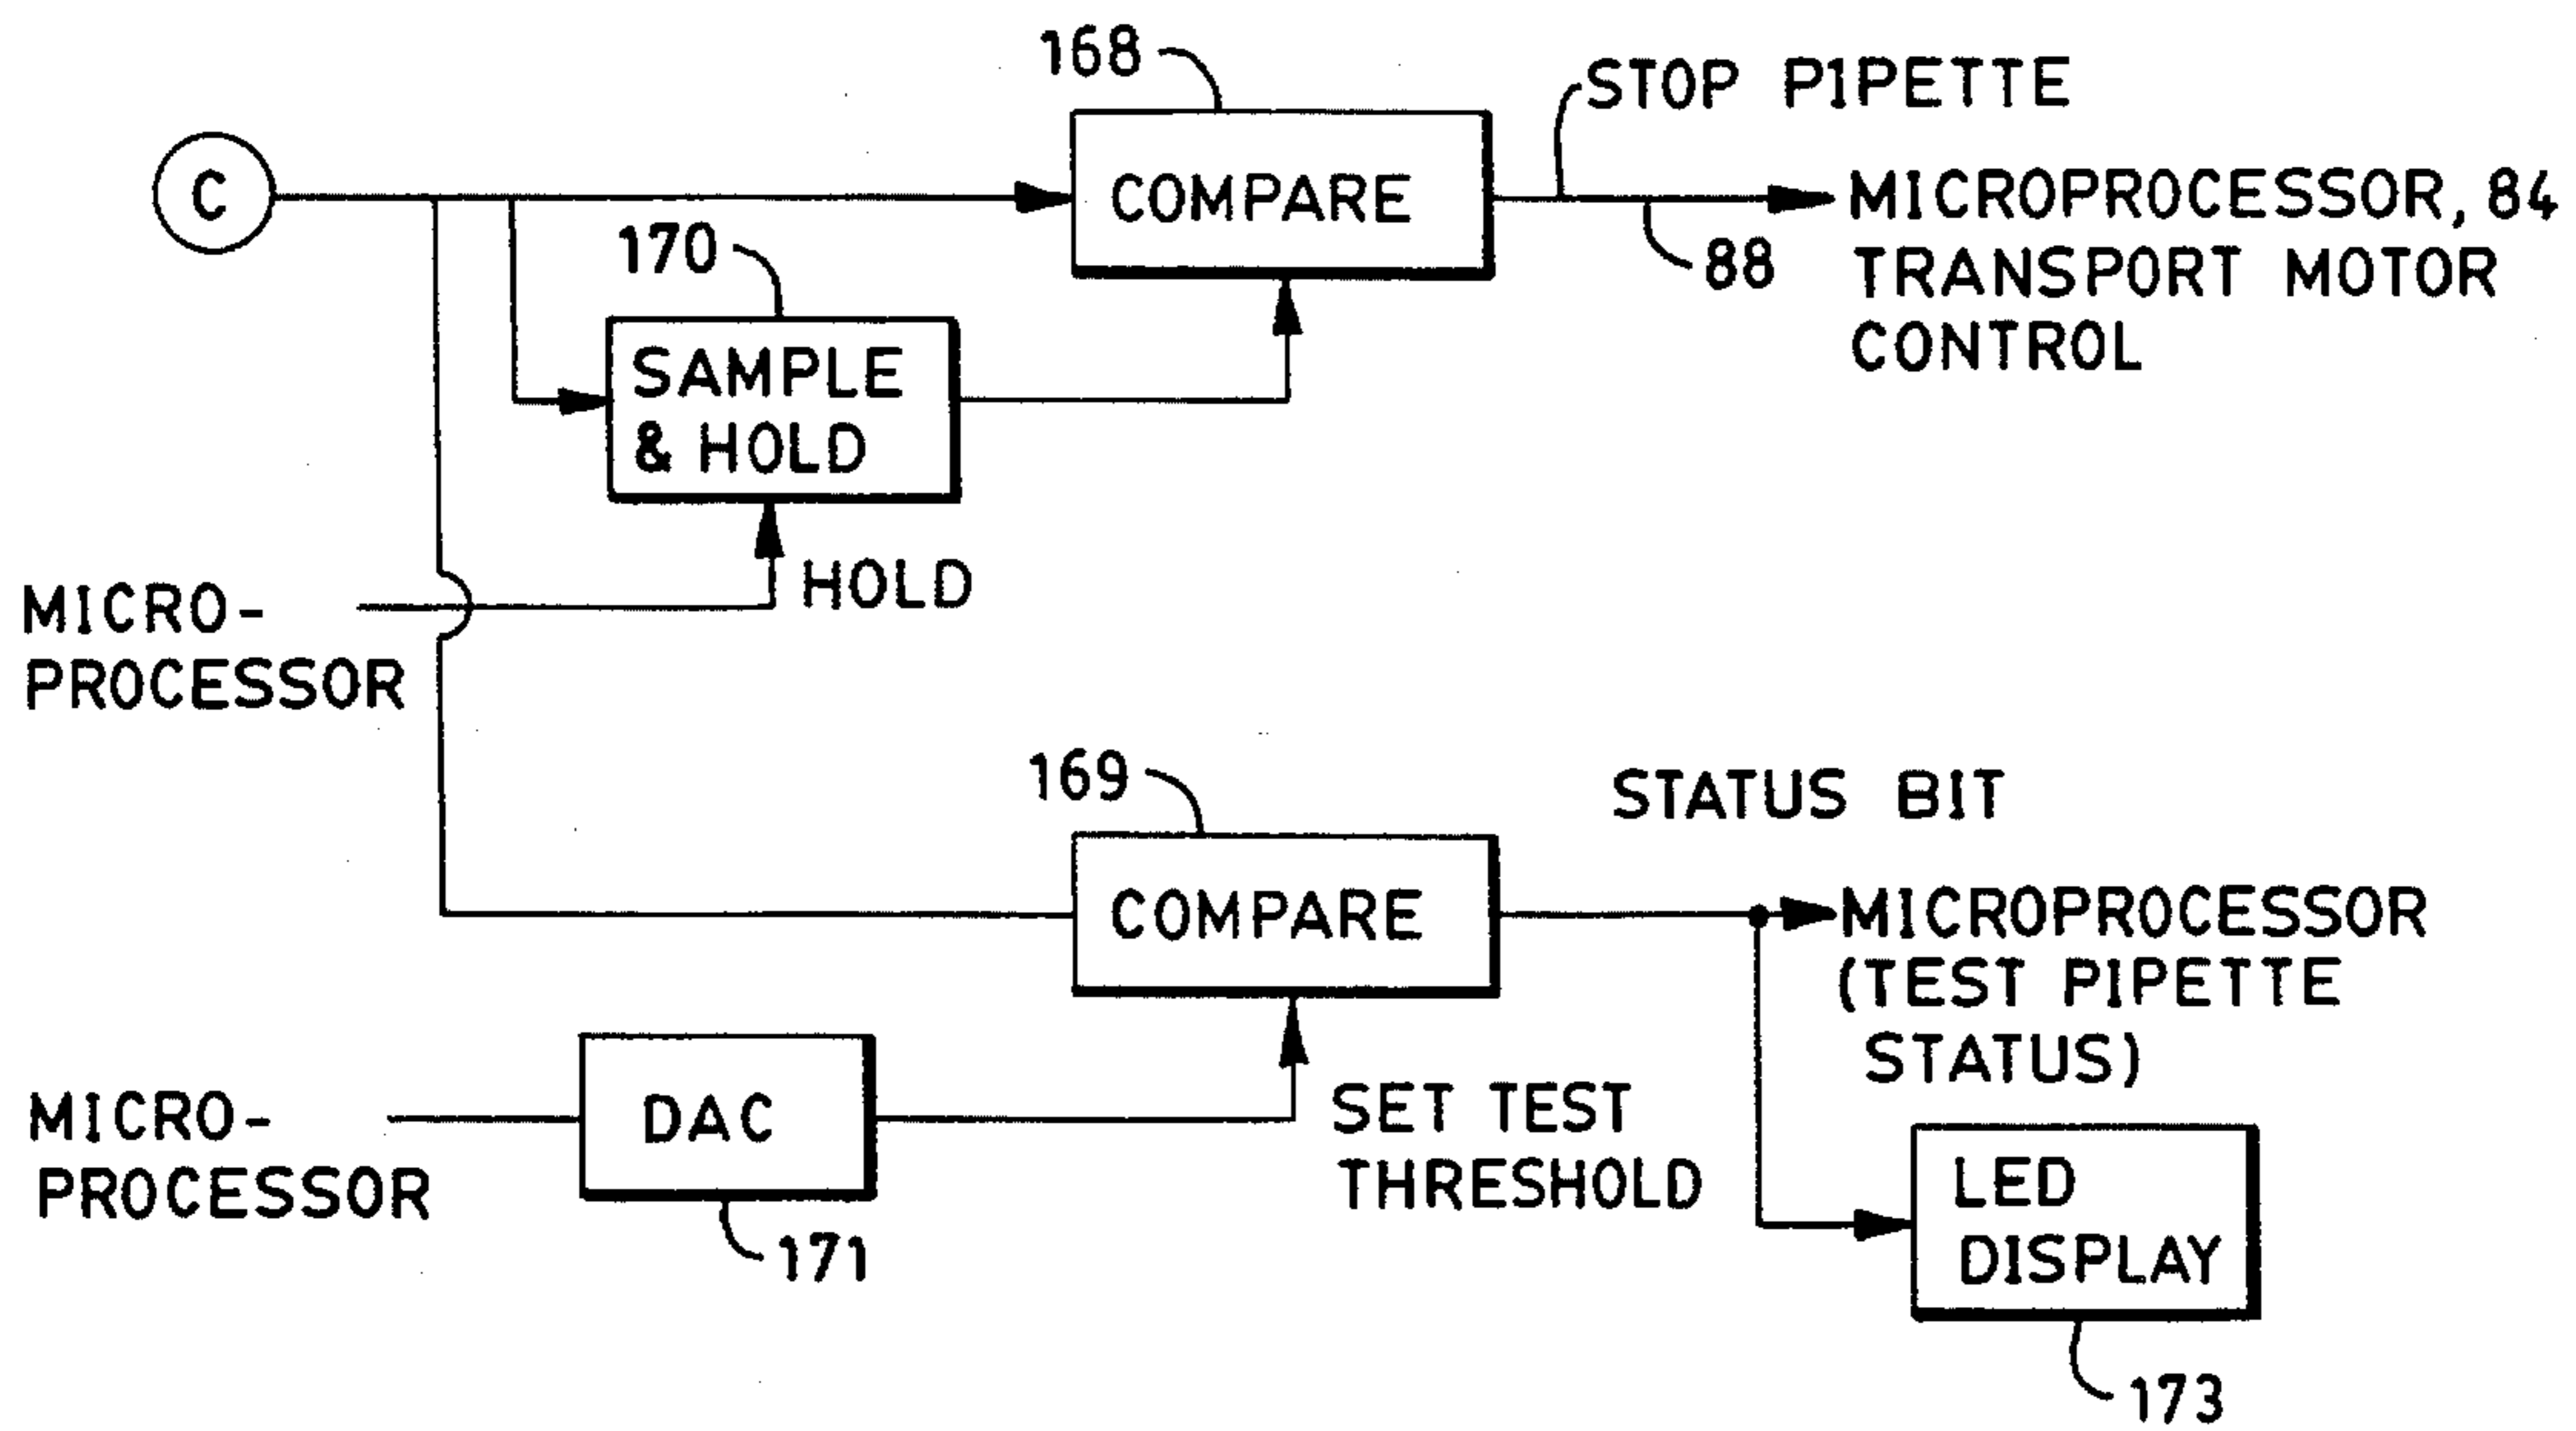 168
STOP PIPETTE
C
COMPARE
MICROPROCESSOR, 84
TRANSPORT MOTOR
CONTROL
88
170
SAMPLE
& HOLD
HOLD
MICRO-
PROCESSOR
169
STATUS BIT
COMPARE
MICROPROCESSOR
(TEST PIPETTE
STATUS)
MICRO-
PROCESSOR
DAC
SET TEST
THRESHOLD
171
LED
DISPLAY
173